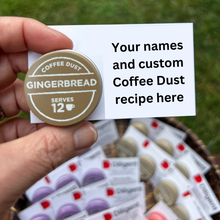 COFFEE DUST
GINGERBREAD
SERVES
12
Your names
and custom
Coffee Dust
recipe here